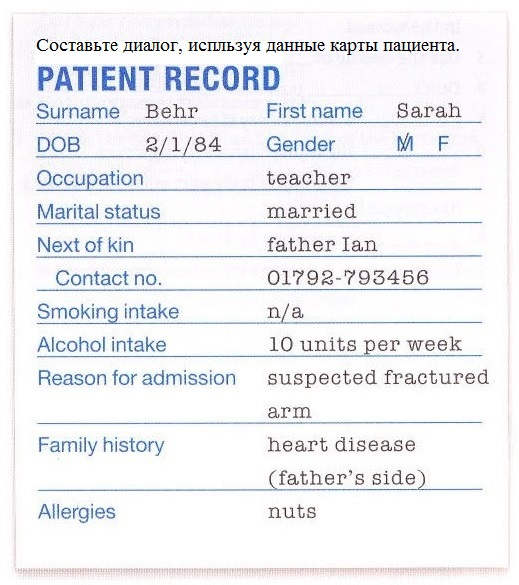 Составьте диалог, испльзуя данные карты пациента.
PATIENT RECORD
Surname Behr First name Sarah
DOB 2/1/84 Gender M F
Occupation teacher
Marital status married
Next of kin father Ian
Contact no. 01792-793456
Smoking intake n/a
Alcohol intake 10 units per week
Reason for admission suspected fractured
arm
Family history heart disease
(father's side)
Allergies nuts